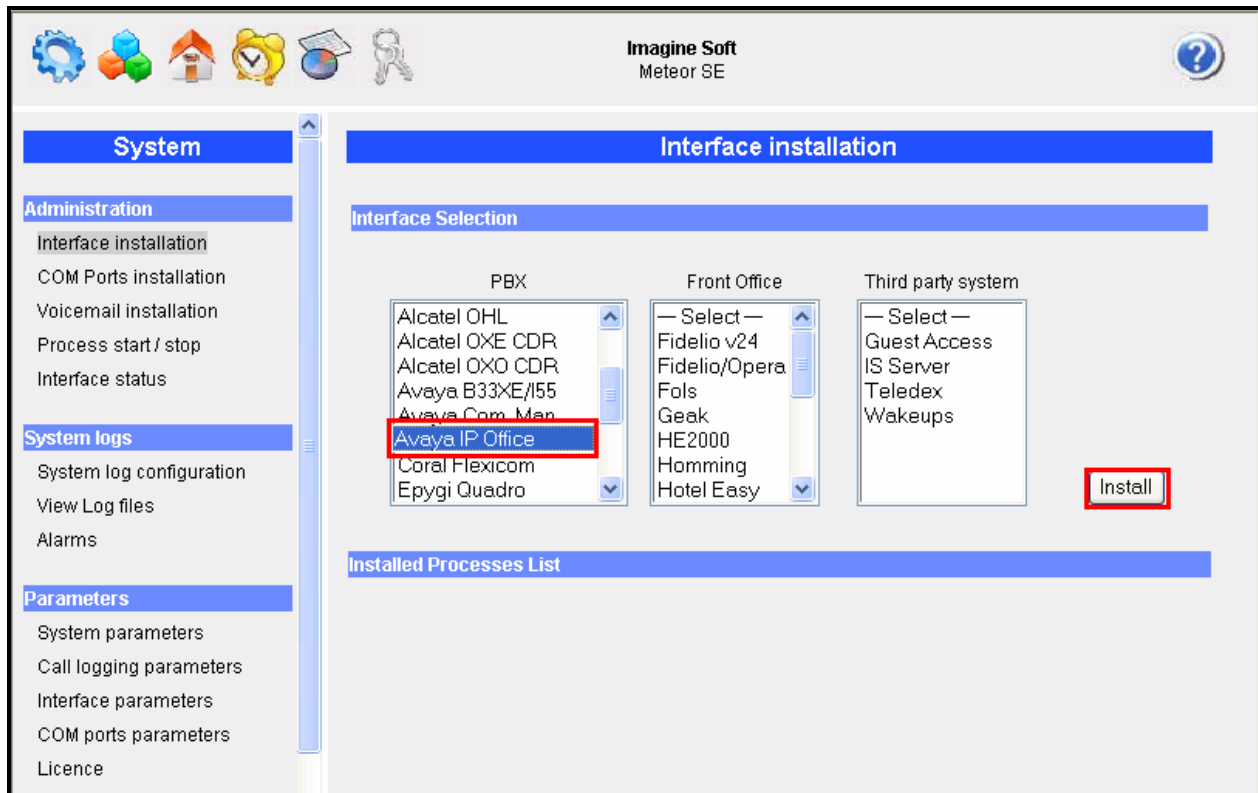 Imagine Soft
Meteor SE
System
Administration
Interface installation
COM Ports installation
Voicemail installation
Process start / stop
Interface status
System logs
System log configuration
View Log files
Alarms
Parameters
System parameters
Call logging parameters
Interface parameters
COM ports parameters
Licence
Interface installation
Interface Selection
PBX
Alcatel OHL
Alcatel OXE CDR
Alcatel OXO CDR
Avaya B33XE/I55
Avaya Com. Man
Avaya IP Office
Coral Flexicom
Epygi Quadro
Front Office
— Select —
Fidelio v24
Fidelio/Opera
Fols
Geak
HE2000
Homming
Hotel Easy
Third party system
— Select —
Guest Access
IS Server
Teledex
Wakeups
Install
Installed Processes List